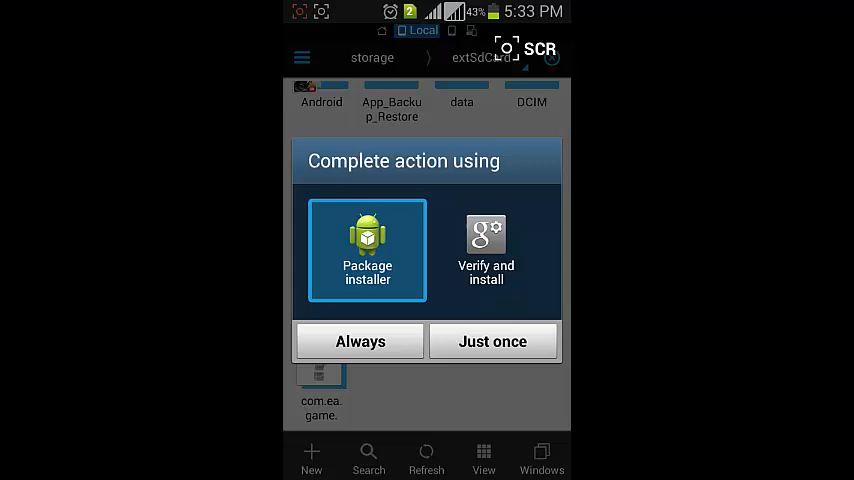 2 43% 5:33 PM
Local
SCR
storage extSdCard
Android App_Backu data DCIM
p_Restore
Complete action using
Package Verify and
installer install
Always Just once
com.ea.
game.
New Search Refresh View Windows